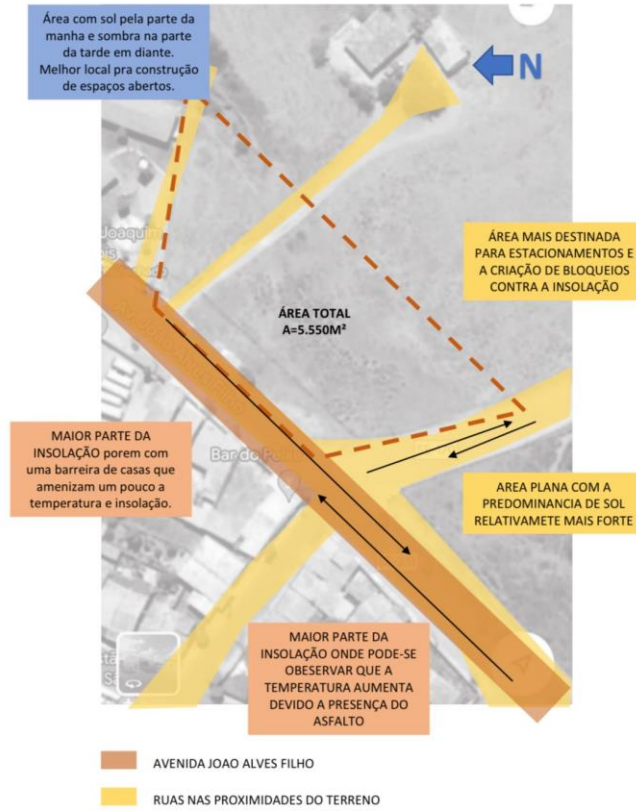 Área com sol pela parte da
manha e sombra na parte
da tarde em diante.
Melhor local pra construção
de espaços abertos.
N
Joaquim
ÁREA MAIS DESTINADA
PARA ESTACIONAMENTOS E
A CRIAÇÃO DE BLOQUEIOS
CONTRA A INSOLAÇÃO
ÁREA TOTAL
A=5.550M²
MAIOR PARTE DA
INSOLAÇÃO porem com
uma barreira de casas que
amenizam um pouco a
temperatura e insolação.
Bar do
AREA PLANA COM A
PREDOMINANCIA DE SOL
RELATIVAMETE MAIS FORTE
MAIOR PARTE DA
INSOLAÇÃO ONDE PODE-SE
OBESERVAR QUE A
TEMPERATURA AUMENTA
DEVIDO A PRESENÇA DO
ASFALTO
AVENIDA JOAO ALVES FILHO
RUAS NAS PROXIMIDADES DO TERRENO